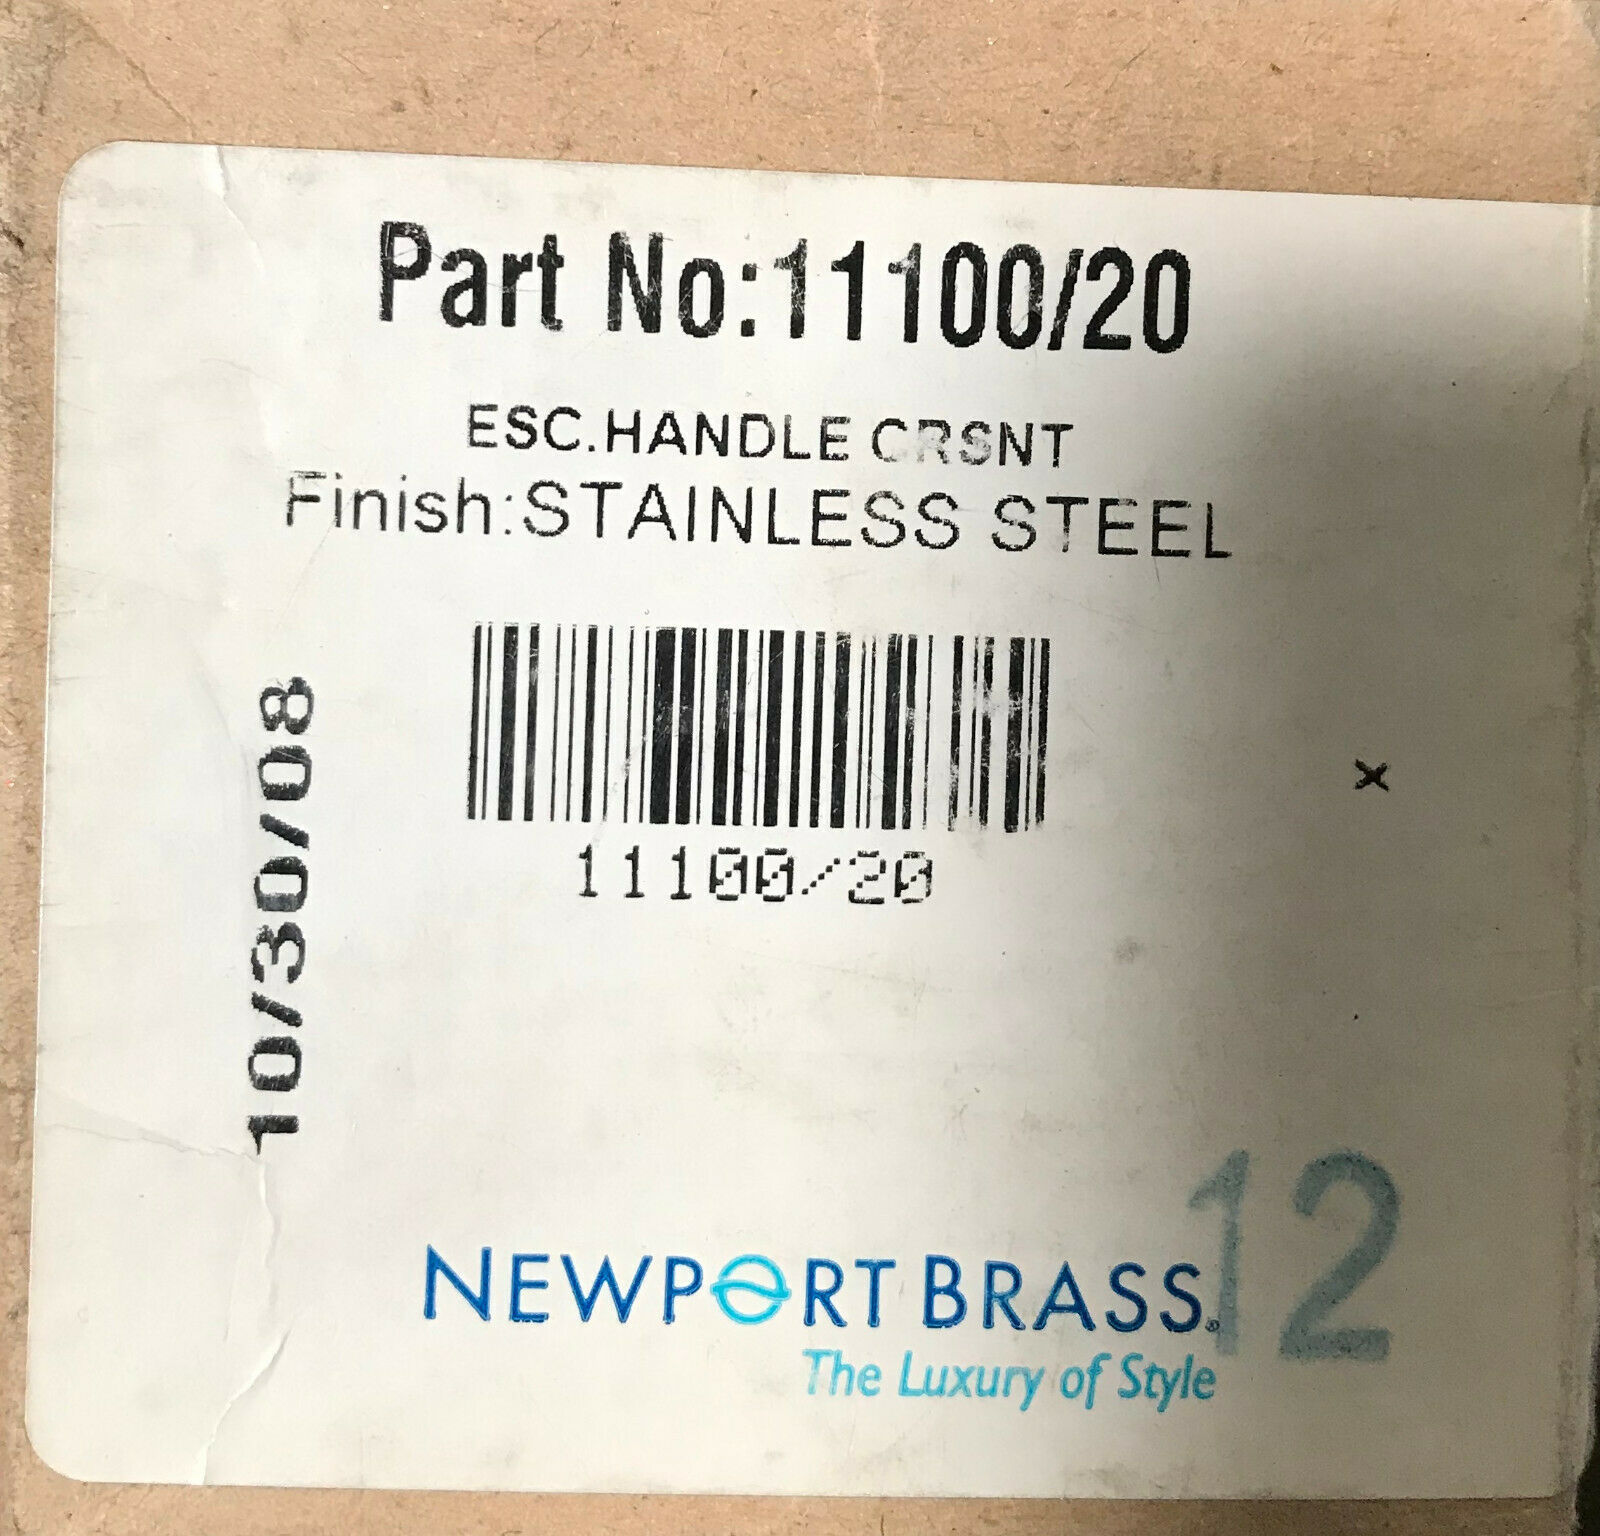 Part No:11100/20
ESC.HANDLE CRSNT
Finish:STAINLESS STEEL
11100/20
10/30/08
x
12
NEWPORT BRASS®
The Luxury of Style